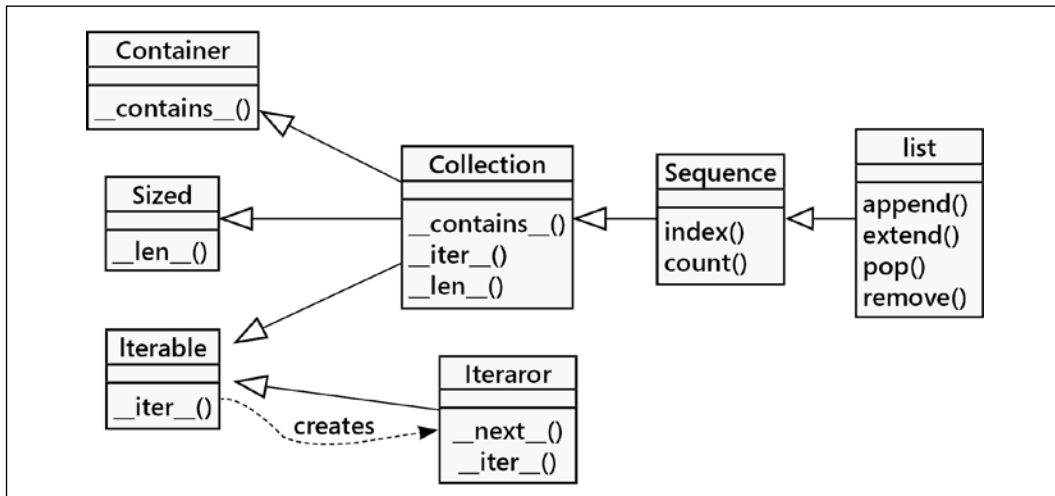 Container
__contains__()
Sized
__len__()
Iterable
__iter__()
creates
Collection
__contains__()
__iter__()
__len__()
Iteraror
__next__()
__iter__()
Sequence
index()
count()
list
append()
extend()
pop()
remove()